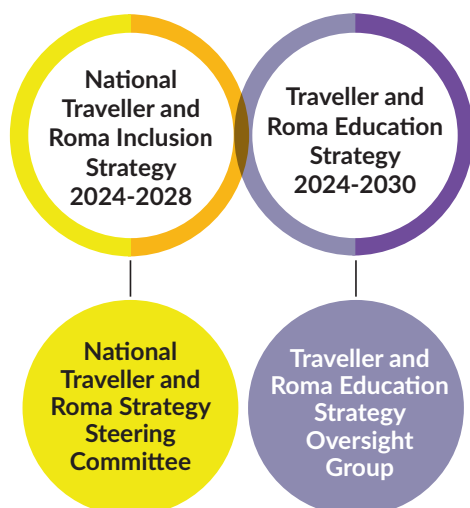 National
Traveller and
Roma Inclusion
Strategy
2024-2028
Traveller and
Roma Education
Strategy
2024-2030
National
Traveller and
Roma Strategy
Steering
Committee
Traveller and
Roma Education
Strategy
Oversight
Group